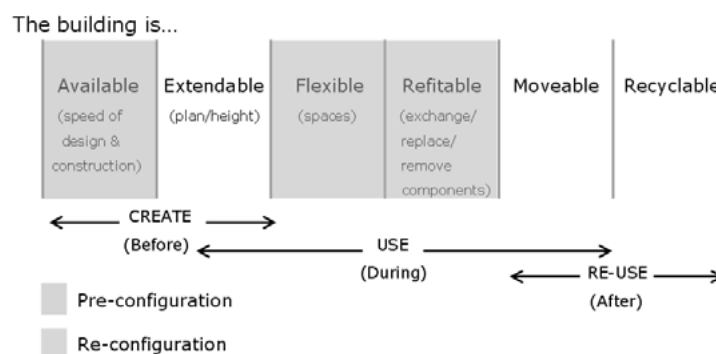 The building is...
Available
(speed of
design &
construction)
Extendable
(plan/height)
Flexible
(spaces)
Refitable
(exchange/
replace/
remove
components)
Moveable
Recyclable
CREATE
(Before)
USE
(During)
RE-USE
(After)
Pre-configuration
Re-configuration